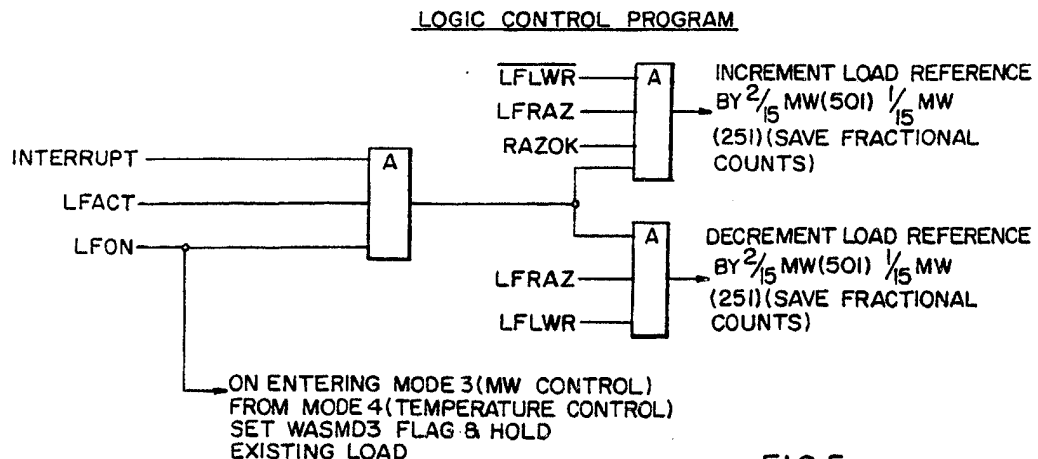 LOGIC CONTROL PROGRAM
INTERRUPT
LFACT
LFON
A
L̅F̅L̅W̅R̅
LFRAZ
RAZOK
A
INCREMENT LOAD REFERENCE
BY 2/15 MW(501) 1/15 MW
(251)(SAVE FRACTIONAL
COUNTS)
A
LFRAZ
LFLWR
DECREMENT LOAD REFERENCE
BY 2/15 MW(501) 1/15 MW
(251)(SAVE FRACTIONAL
COUNTS)
ON ENTERING MODE 3(MW CONTROL)
FROM MODE 4(TEMPERATURE CONTROL)
SET WASMD3 FLAG & HOLD
EXISTING LOAD